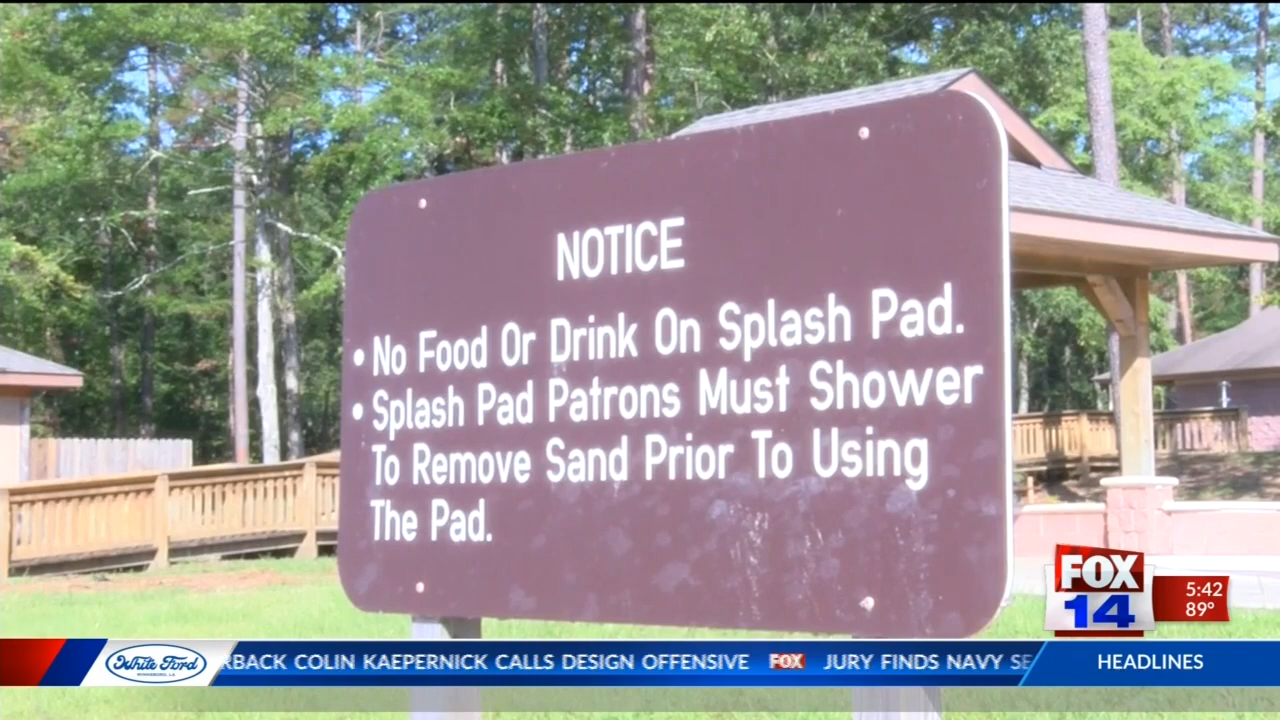 NOTICE
• No Food Or Drink On Splash Pad.
• Splash Pad Patrons Must Shower
To Remove Sand Prior To Using
The Pad.
FOX
14
5:42
89°
White Ford
WINNSBORO, LA
RBACK COLIN KAEPERNICK CALLS DESIGN OFFENSIVE FOX JURY FINDS NAVY SE
HEADLINES